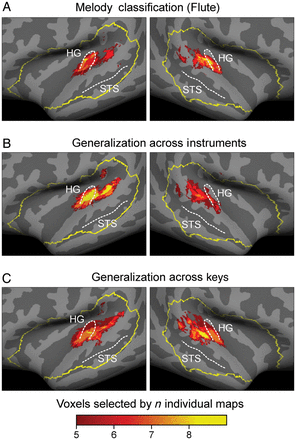 A Melody classification (Flute)
HG HG
STS STS
B Generalization across instruments
HG HG
STS STS
C Generalization across keys
HG HG
STS STS
Voxels selected by n individual maps
5 6 7 8